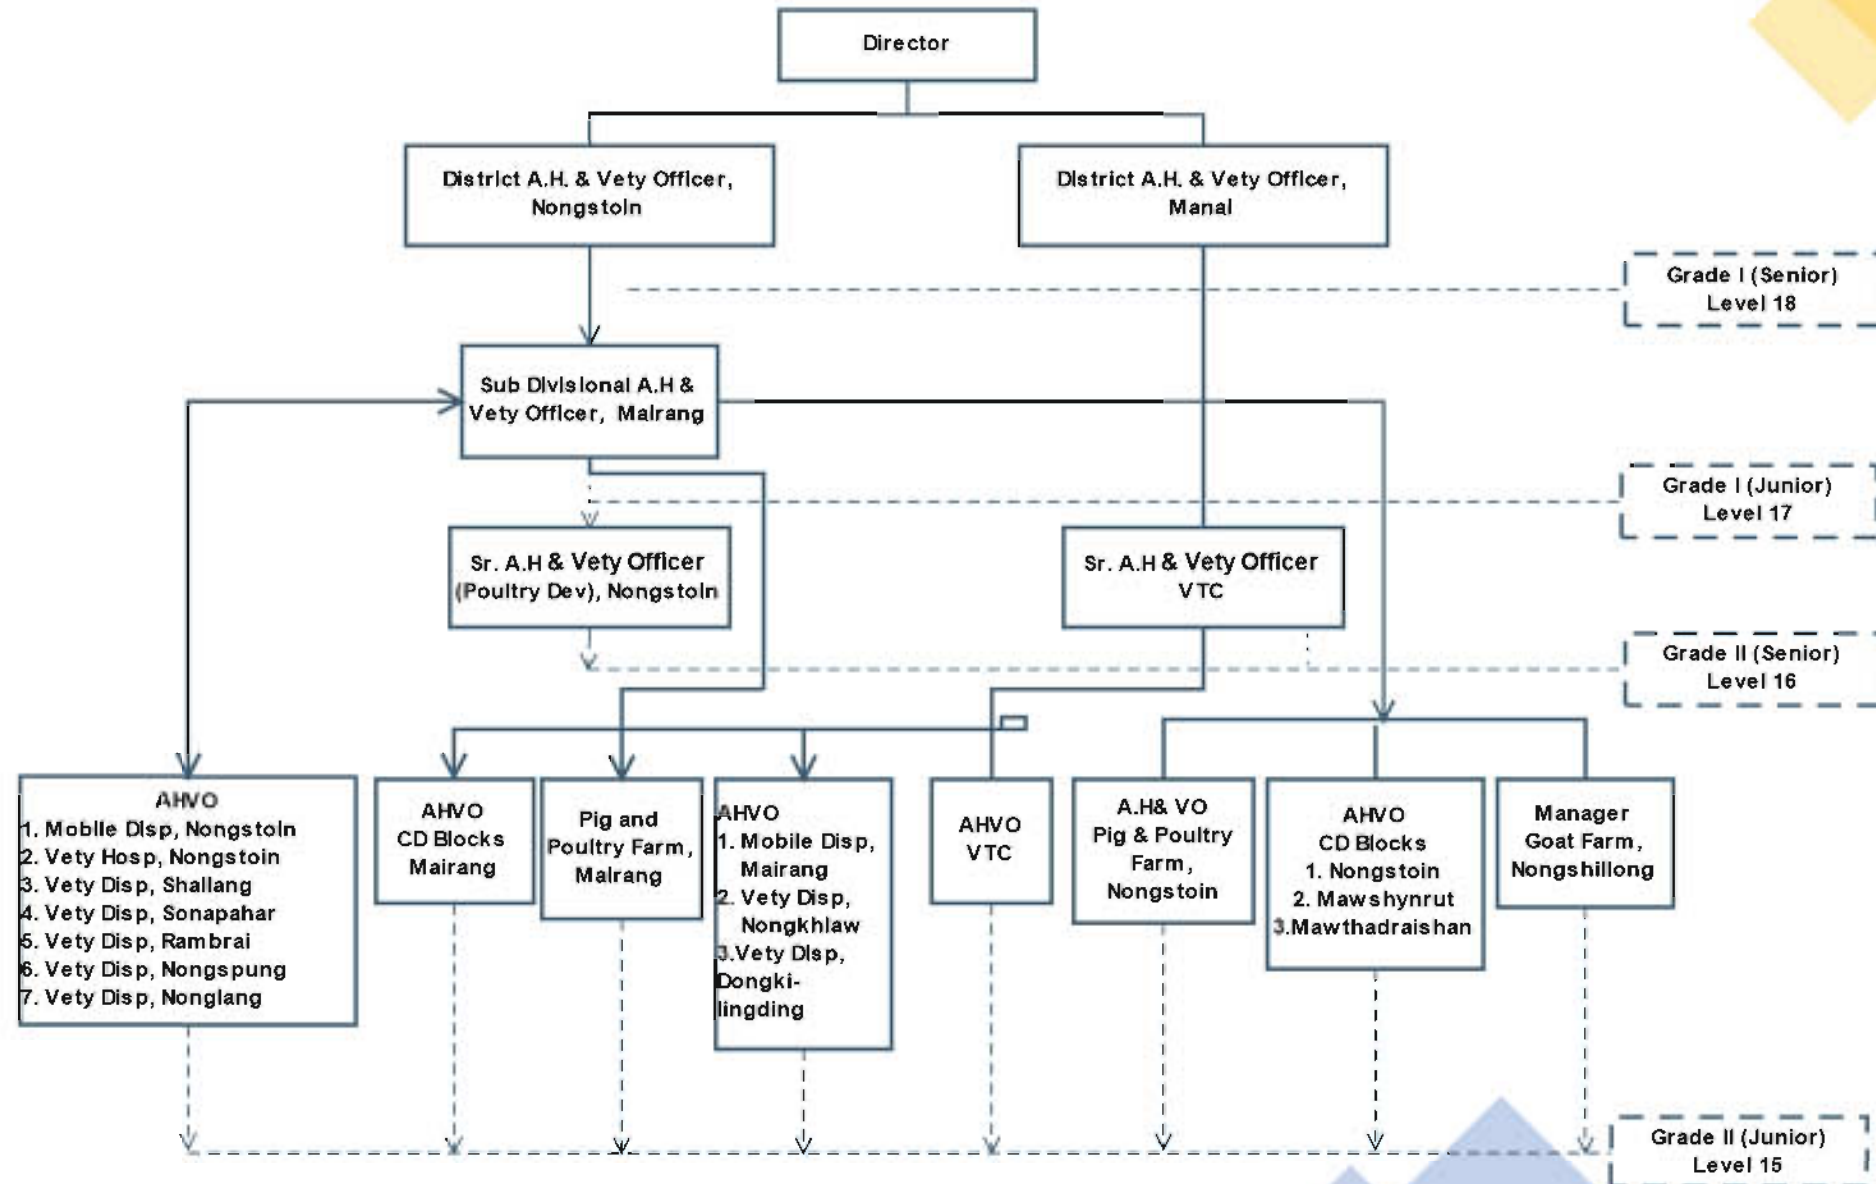 Director
District A.H. & Vety Officer,
Nongstoin
District A.H. & Vety Officer,
Manal
Grade I (Senior)
Level 18
Sub Divisional A.H &
Vety Officer, Mairang
Grade I (Junior)
Level 17
Sr. A.H & Vety Officer
(Poultry Dev), Nongstoin
Sr. A.H & Vety Officer
VTC
Grade II (Senior)
Level 16
AHVO
1. Mobile Disp, Nongstoin
2. Vety Hosp, Nongstoin
3. Vety Disp, Shallang
4. Vety Disp, Sonapahar
5. Vety Disp, Rambrai
6. Vety Disp, Nongspung
7. Vety Disp, Nonglang
AHVO
CD Blocks
Mairang
Pig and
Poultry Farm,
Mairang
AHVO
1. Mobile Disp,
Mairang
2. Vety Disp,
Nongkhlaw
3.Vety Disp,
Dongki-
lingding
AHVO
VTC
A.H& VO
Pig & Poultry
Farm,
Nongstoin
AHVO
CD Blocks
1. Nongstoin
2. Mawshynrut
3.Mawthadraishan
Manager
Goat Farm,
Nongshillong
Grade II (Junior)
Level 15